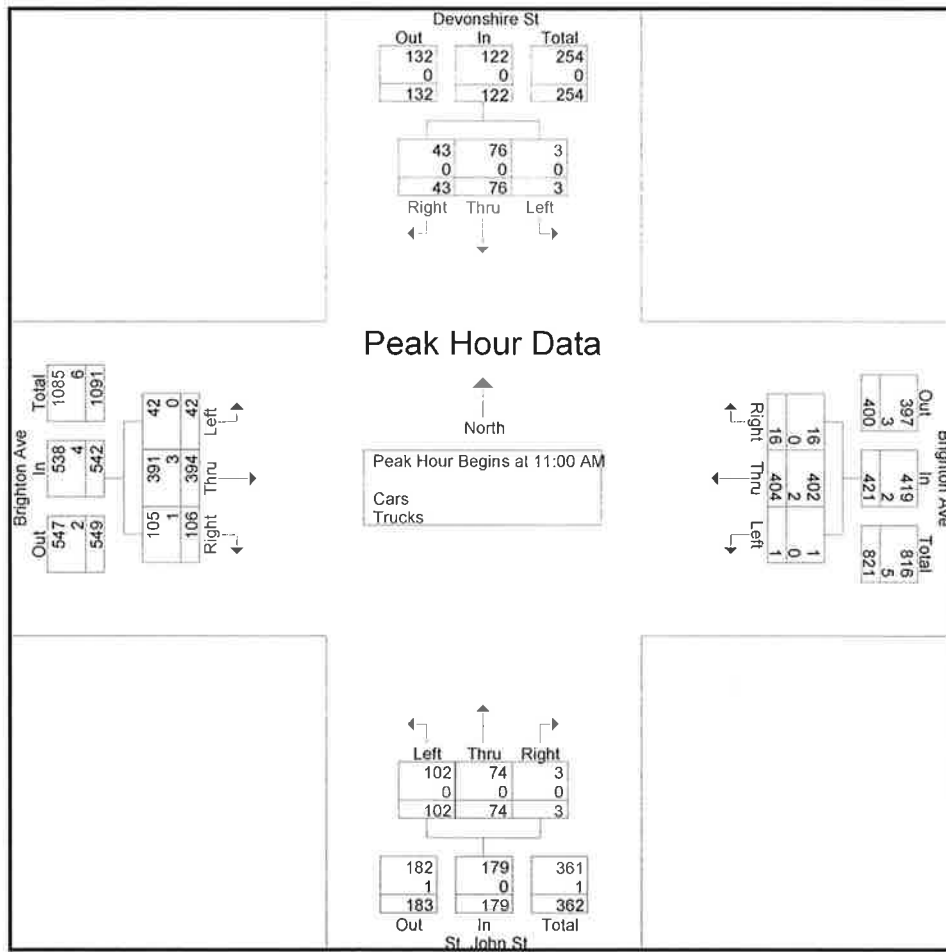 Devonshire St
Out In Total
132 122 254
0 0 0
132 122 254
43 76 3
0 0 0
43 76 3
Right Thru Left
Peak Hour Data
North
Peak Hour Begins at 11:00 AM
Cars
Trucks
Brighton Ave
Out In Total
547 538 1085
2 4 6
549 542 1091
Right Thru Left
105 391 42
1 3 0
106 394 42
Brighton Ave
Out In Total
397 419 816
3 2 5
400 421 821
Right Thru Left
16 402 1
0 2 0
16 404 1
Left Thru Right
102 74 3
0 0 0
102 74 3
182 179 361
1 0 1
183 179 362
Out In Total
St. John St